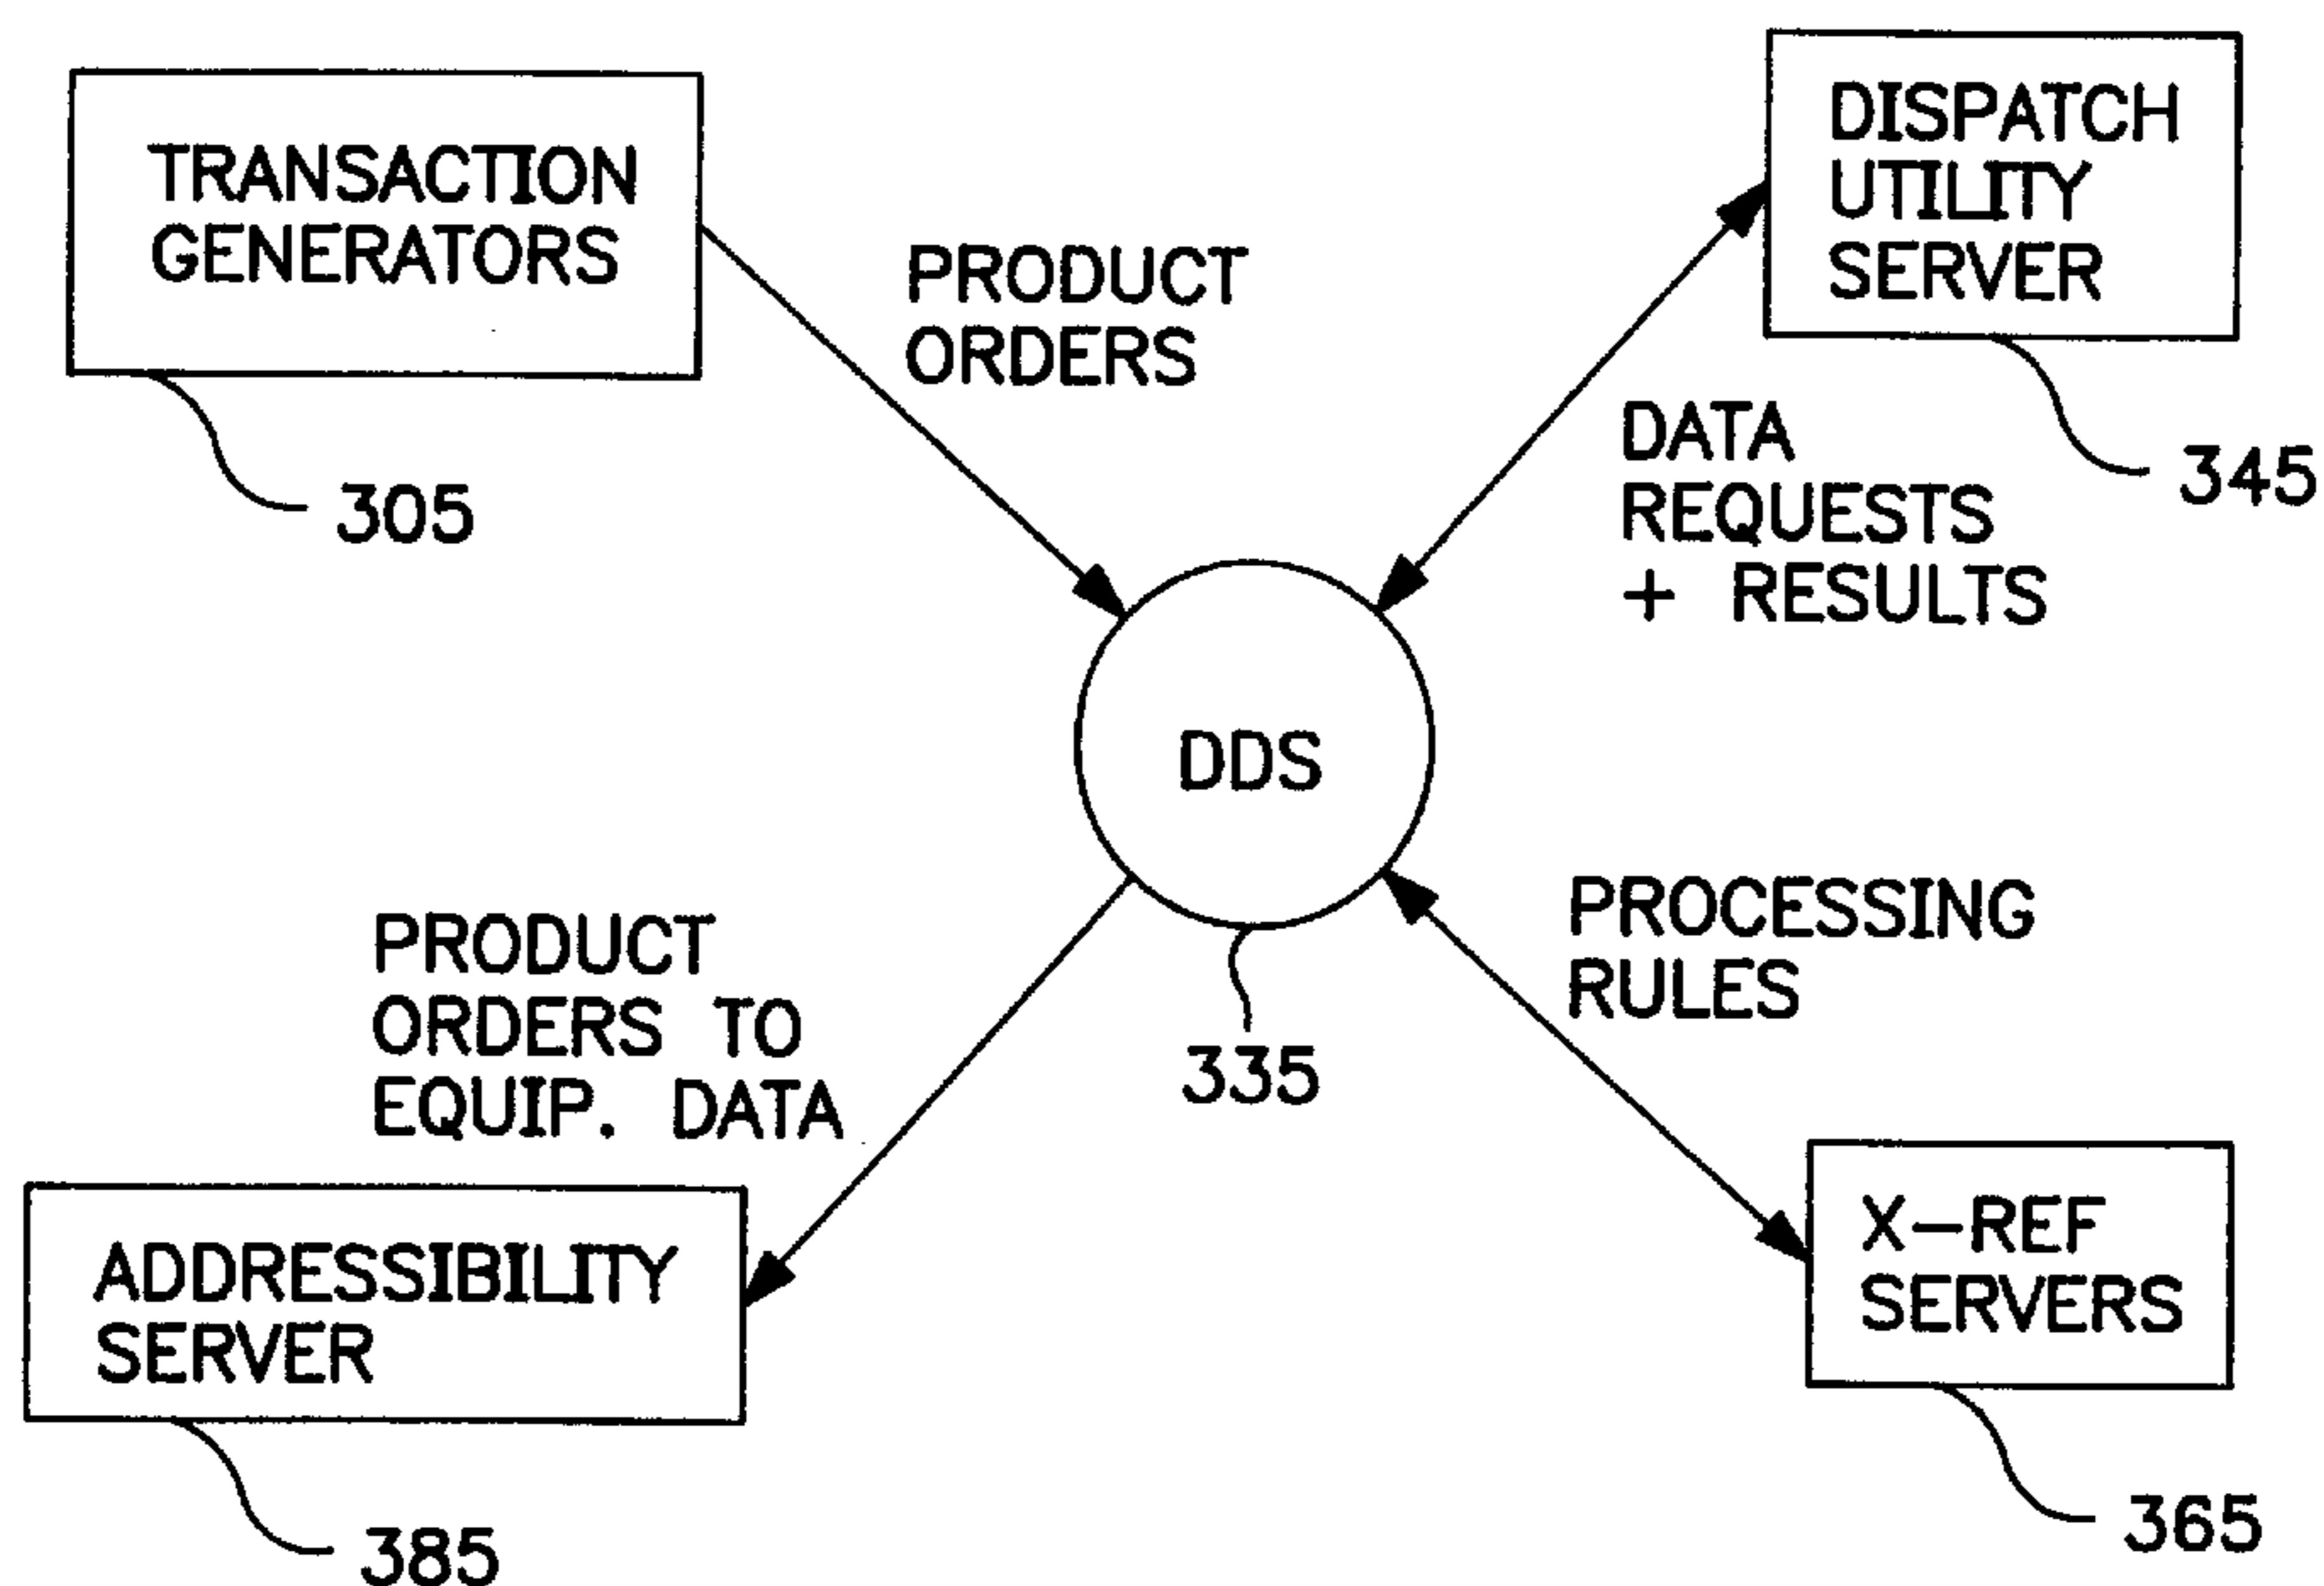 TRANSACTION
GENERATORS
305
PRODUCT
ORDERS
DISPATCH
UTILITY
SERVER
345
DATA
REQUESTS
+ RESULTS
DDS
335
PRODUCT
ORDERS TO
EQUIP. DATA
ADDRESSIBILITY
SERVER
385
PROCESSING
RULES
X-REF
SERVERS
365